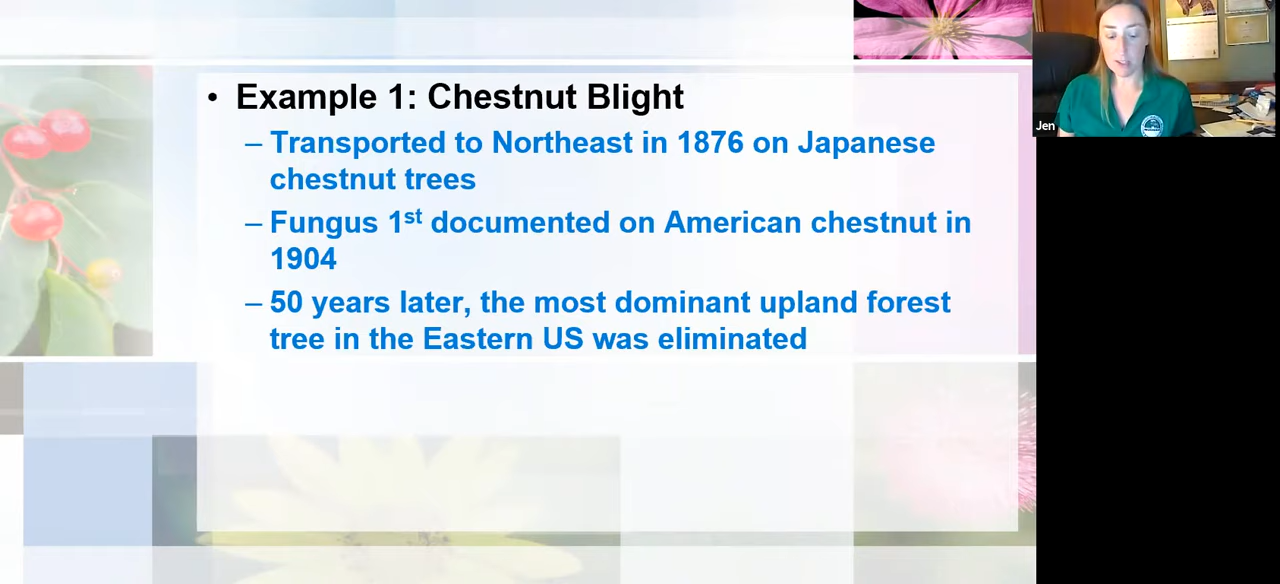 • Example 1: Chestnut Blight
– Transported to Northeast in 1876 on Japanese
chestnut trees
– Fungus 1st documented on American chestnut in
1904
– 50 years later, the most dominant upland forest
tree in the Eastern US was eliminated
Jen